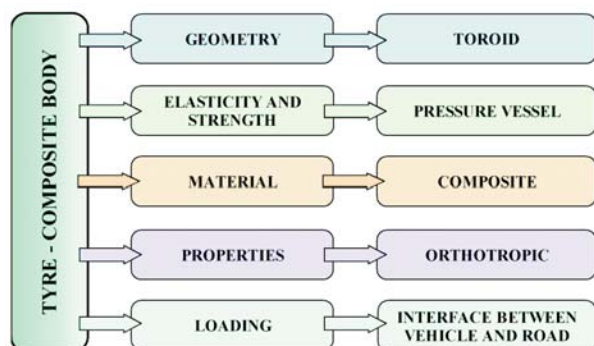 TYRE - COMPOSITE BODY
GEOMETRY
TOROID
ELASTICITY AND
STRENGTH
PRESSURE VESSEL
MATERIAL
COMPOSITE
PROPERTIES
ORTHOTROPIC
LOADING
INTERFACE BETWEEN
VEHICLE AND ROAD